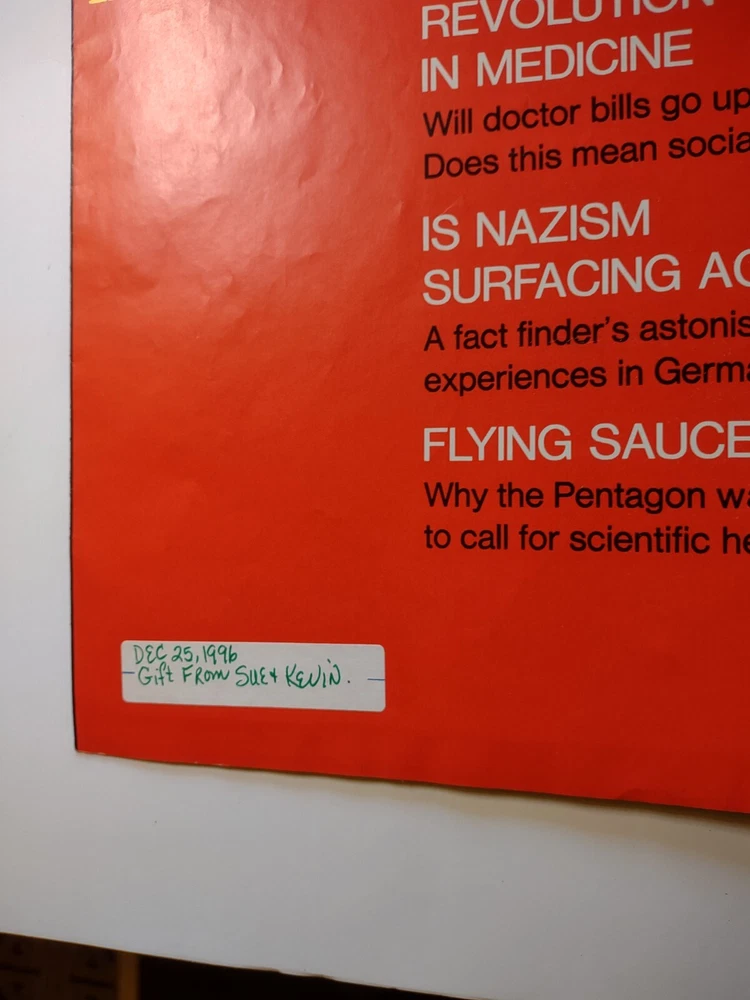 REVOLUTION
IN MEDICINE
Will doctor bills go up
Does this mean socia
IS NAZISM
SURFACING AG
A fact finder's astonis
experiences in Germa
FLYING SAUCE
Why the Pentagon wa
to call for scientific he
DEC 25, 1996
Gift FROM SUE + KEVIN.